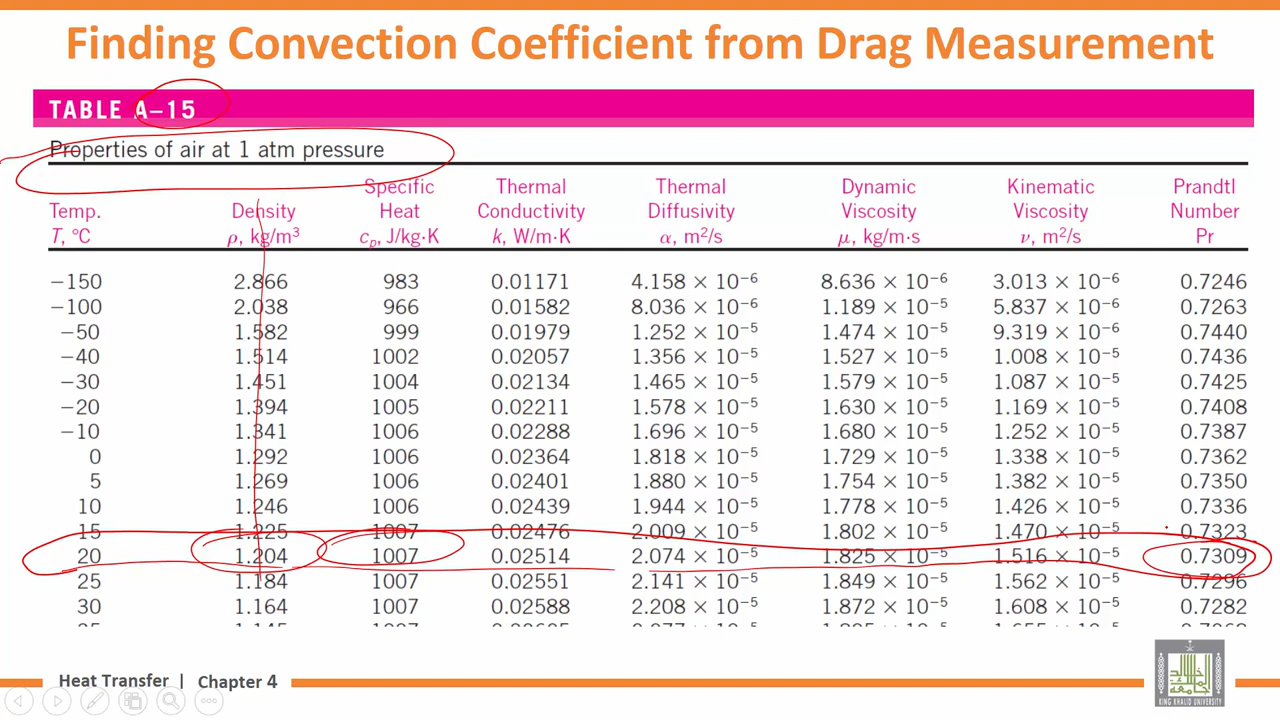 Finding Convection Coefficient from Drag Measurement
TABLE A–15
Properties of air at 1 atm pressure
Temp. T, °C Density ρ, kg/m³ Specific Heat cp, J/kg·K Thermal Conductivity k, W/m·K Thermal Diffusivity α, m²/s Dynamic Viscosity μ, kg/m·s Kinematic Viscosity ν, m²/s Prandtl Number Pr
−150 2.866 983 0.01171 4.158 × 10⁻⁶ 8.636 × 10⁻⁶ 3.013 × 10⁻⁶ 0.7246
−100 2.038 966 0.01582 8.036 × 10⁻⁶ 1.189 × 10⁻⁵ 5.837 × 10⁻⁶ 0.7263
−50 1.582 999 0.01979 1.252 × 10⁻⁵ 1.474 × 10⁻⁵ 9.319 × 10⁻⁶ 0.7440
−40 1.514 1002 0.02057 1.356 × 10⁻⁵ 1.527 × 10⁻⁵ 1.008 × 10⁻⁵ 0.7436
−30 1.451 1004 0.02134 1.465 × 10⁻⁵ 1.579 × 10⁻⁵ 1.087 × 10⁻⁵ 0.7425
−20 1.394 1005 0.02211 1.578 × 10⁻⁵ 1.630 × 10⁻⁵ 1.169 × 10⁻⁵ 0.7408
−10 1.341 1006 0.02288 1.696 × 10⁻⁵ 1.680 × 10⁻⁵ 1.252 × 10⁻⁵ 0.7387
0 1.292 1006 0.02364 1.818 × 10⁻⁵ 1.729 × 10⁻⁵ 1.338 × 10⁻⁵ 0.7362
5 1.269 1006 0.02401 1.880 × 10⁻⁵ 1.754 × 10⁻⁵ 1.382 × 10⁻⁵ 0.7350
10 1.246 1006 0.02439 1.944 × 10⁻⁵ 1.778 × 10⁻⁵ 1.426 × 10⁻⁵ 0.7336
15 1.225 1007 0.02476 2.009 × 10⁻⁵ 1.802 × 10⁻⁵ 1.470 × 10⁻⁵ 0.7323
20 1.204 1007 0.02514 2.074 × 10⁻⁵ 1.825 × 10⁻⁵ 1.516 × 10⁻⁵ 0.7309
25 1.184 1007 0.02551 2.141 × 10⁻⁵ 1.849 × 10⁻⁵ 1.562 × 10⁻⁵ 0.7296
30 1.164 1007 0.02588 2.208 × 10⁻⁵ 1.872 × 10⁻⁵ 1.608 × 10⁻⁵ 0.7282
Heat Transfer | Chapter 4
KING KHALID UNIVERSITY